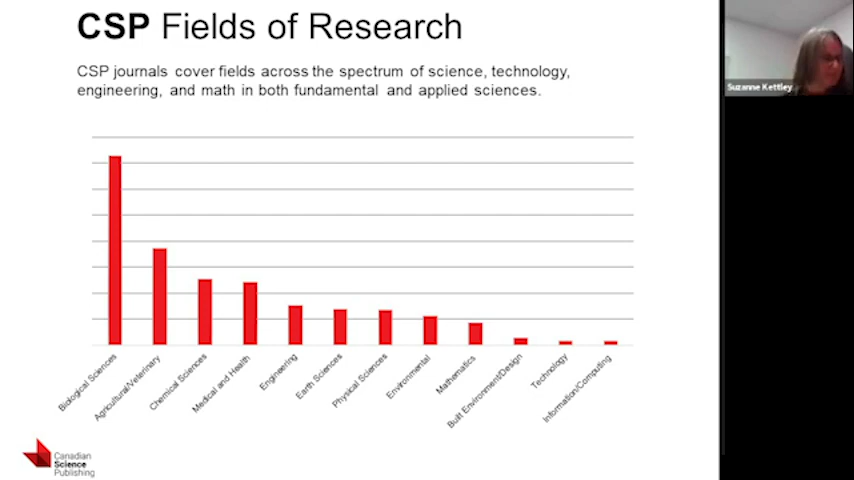 CSP Fields of Research
CSP journals cover fields across the spectrum of science, technology,
engineering, and math in both fundamental and applied sciences.
Suzanne Kettley
Biological Sciences
Agricultural/Veterinary
Chemical Sciences
Medical and Health
Engineering
Earth Sciences
Physical Sciences
Environmental
Mathematics
Built Environment/Design
Technology
Information/Computing
Canadian
Science
Publishing